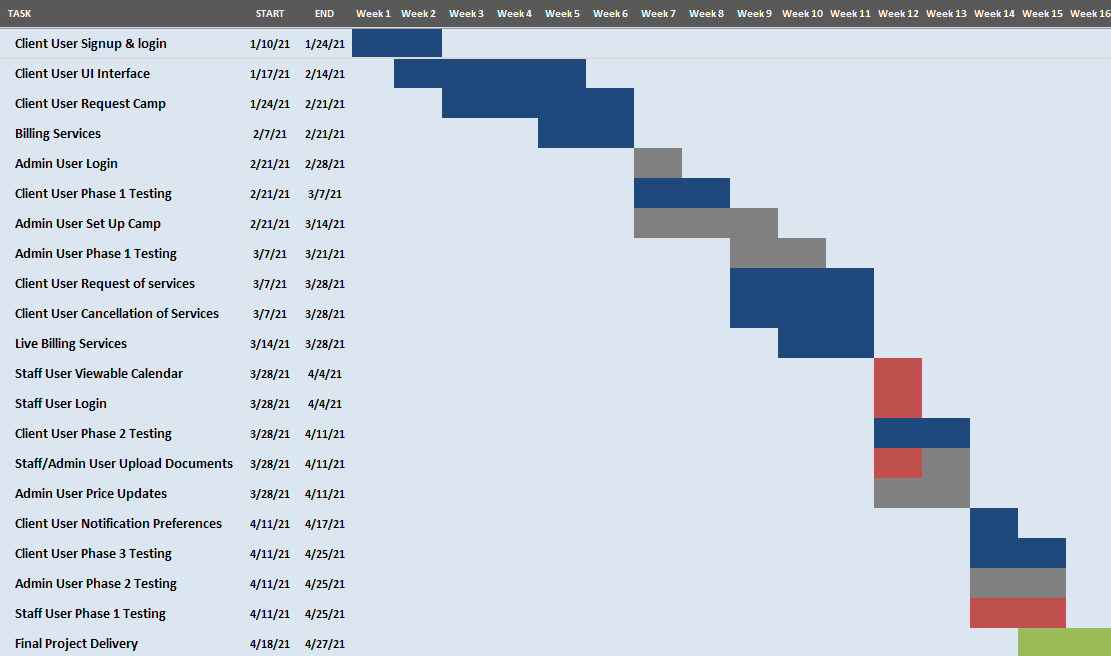 TASK START END Week 1 Week 2 Week 3 Week 4 Week 5 Week 6 Week 7 Week 8 Week 9 Week 10 Week 11 Week 12 Week 13 Week 14 Week 15 Week 16
Client User Signup & login 1/10/21 1/24/21
Client User UI Interface 1/17/21 2/14/21
Client User Request Camp 1/24/21 2/21/21
Billing Services 2/7/21 2/21/21
Admin User Login 2/21/21 2/28/21
Client User Phase 1 Testing 2/21/21 3/7/21
Admin User Set Up Camp 2/21/21 3/14/21
Admin User Phase 1 Testing 3/7/21 3/21/21
Client User Request of services 3/7/21 3/28/21
Client User Cancellation of Services 3/7/21 3/28/21
Live Billing Services 3/14/21 3/28/21
Staff User Viewable Calendar 3/28/21 4/4/21
Staff User Login 3/28/21 4/4/21
Client User Phase 2 Testing 3/28/21 4/11/21
Staff/Admin User Upload Documents 3/28/21 4/11/21
Admin User Price Updates 3/28/21 4/11/21
Client User Notification Preferences 4/11/21 4/17/21
Client User Phase 3 Testing 4/11/21 4/25/21
Admin User Phase 2 Testing 4/11/21 4/25/21
Staff User Phase 1 Testing 4/11/21 4/25/21
Final Project Delivery 4/18/21 4/27/21